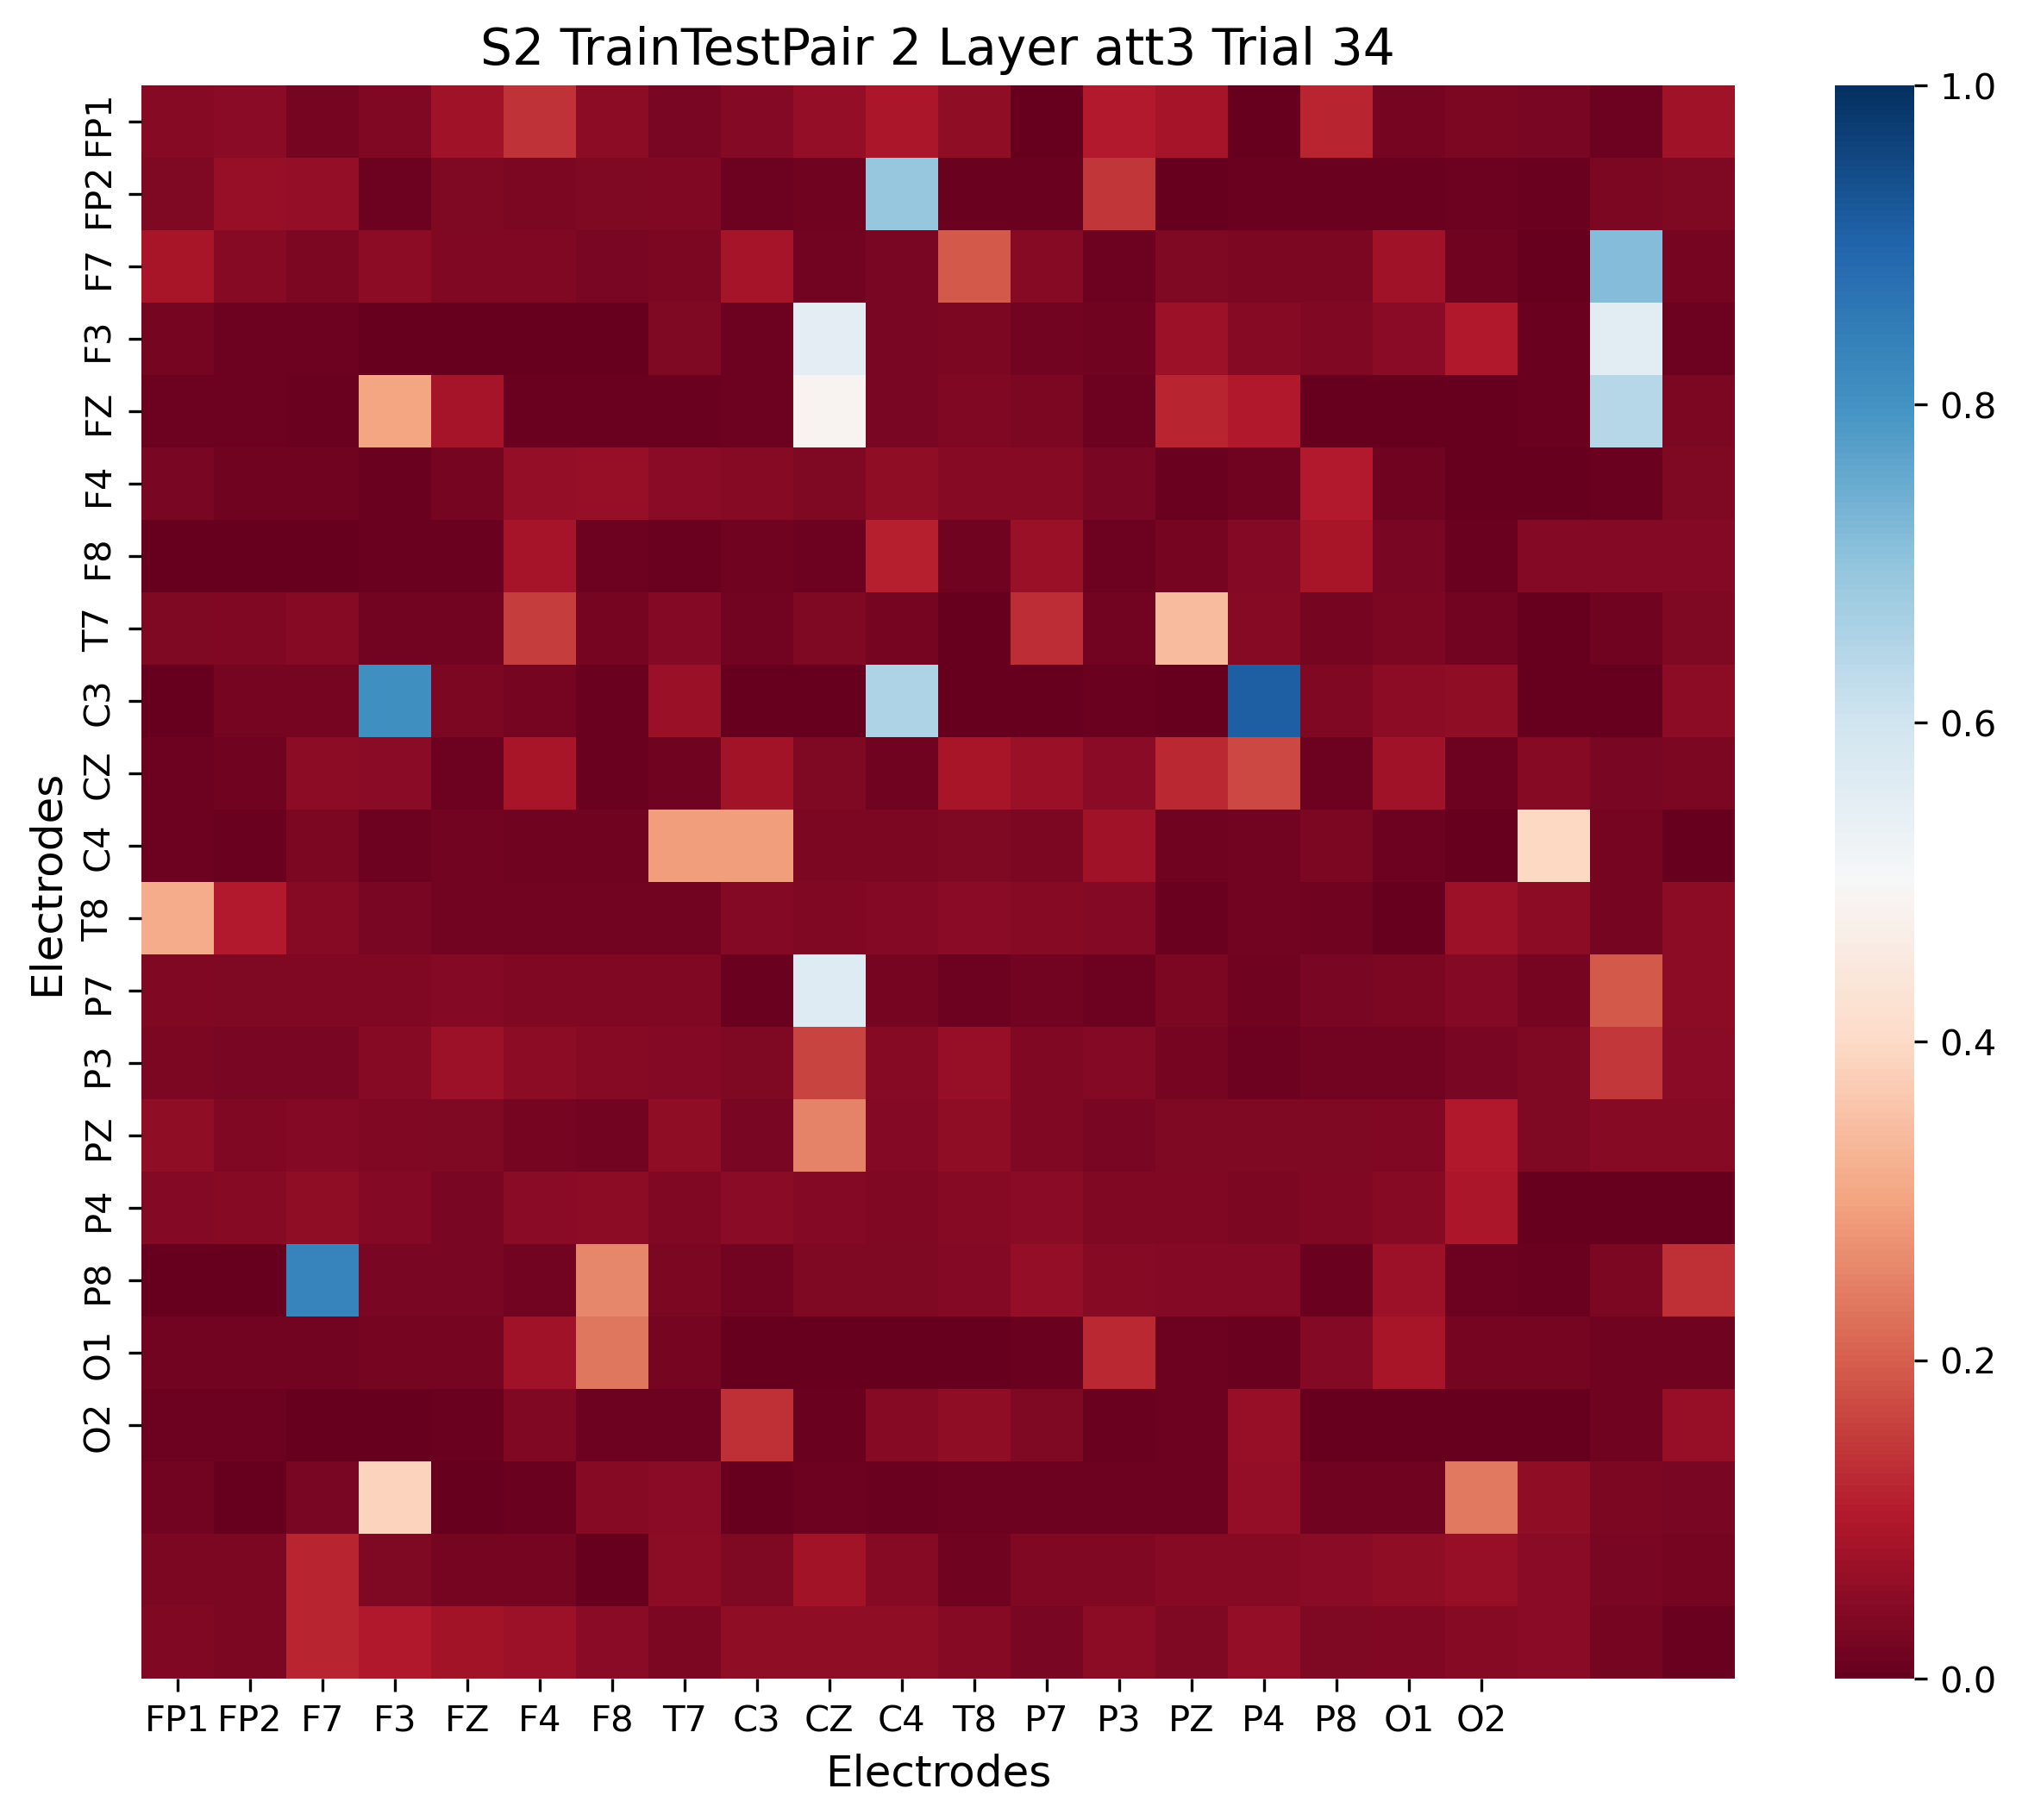 S2 TrainTestPair 2 Layer att3 Trial 34
Electrodes
FP1
FP2
F7
F3
FZ
F4
F8
T7
C3
CZ
C4
T8
P7
P3
PZ
P4
P8
O1
O2
FP1 FP2 F7 F3 FZ F4 F8 T7 C3 CZ C4 T8 P7 P3 PZ P4 P8 O1 O2
Electrodes
1.0
0.8
0.6
0.4
0.2
0.0